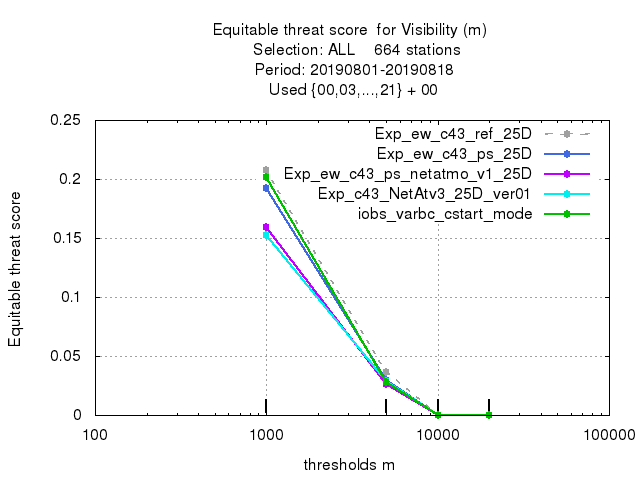 Equitable threat score  for Visibility (m)
Selection: ALL    664 stations
Period: 20190801-20190818
Used {00,03,...,21} + 00
Exp_ew_c43_ref_25D
Exp_ew_c43_ps_25D
Exp_ew_c43_ps_netatmo_v1_25D
Exp_c43_NetAtv3_25D_ver01
iobs_varbc_cstart_mode
Equitable threat score
0.25
0.2
0.15
0.1
0.05
0
100 1000 10000 100000
thresholds m